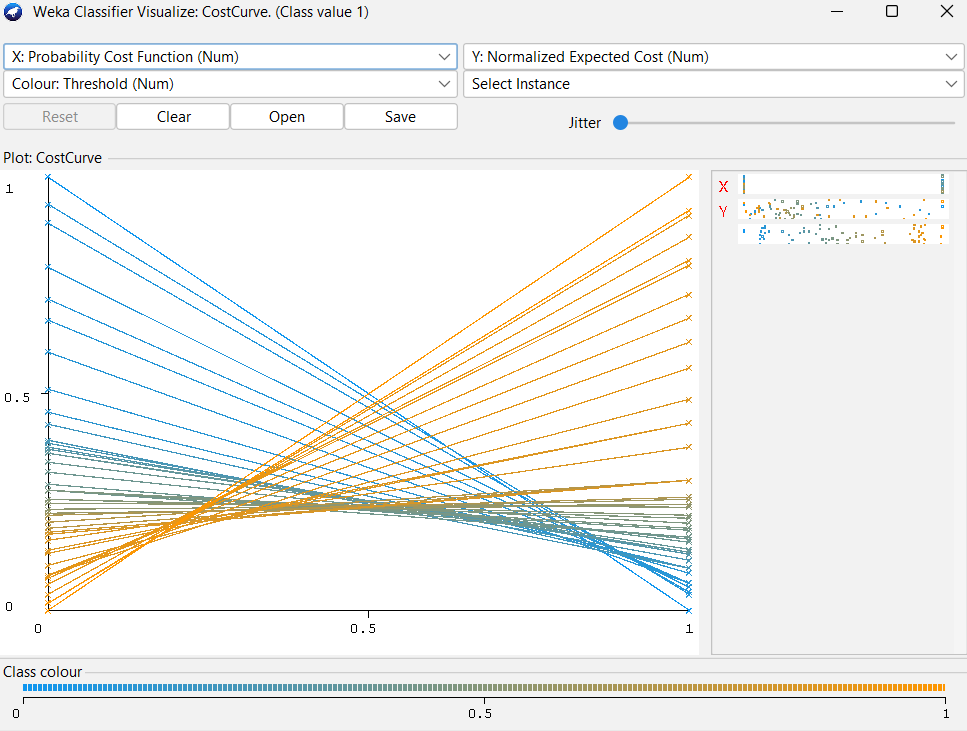 Weka Classifier Visualize: CostCurve. (Class value 1)
X: Probability Cost Function (Num) Y: Normalized Expected Cost (Num)
Colour: Threshold (Num) Select Instance
Reset Clear Open Save Jitter
Plot: CostCurve
1
0.5
0
0 0.5 1
X
Y
Class colour
0 0.5 1